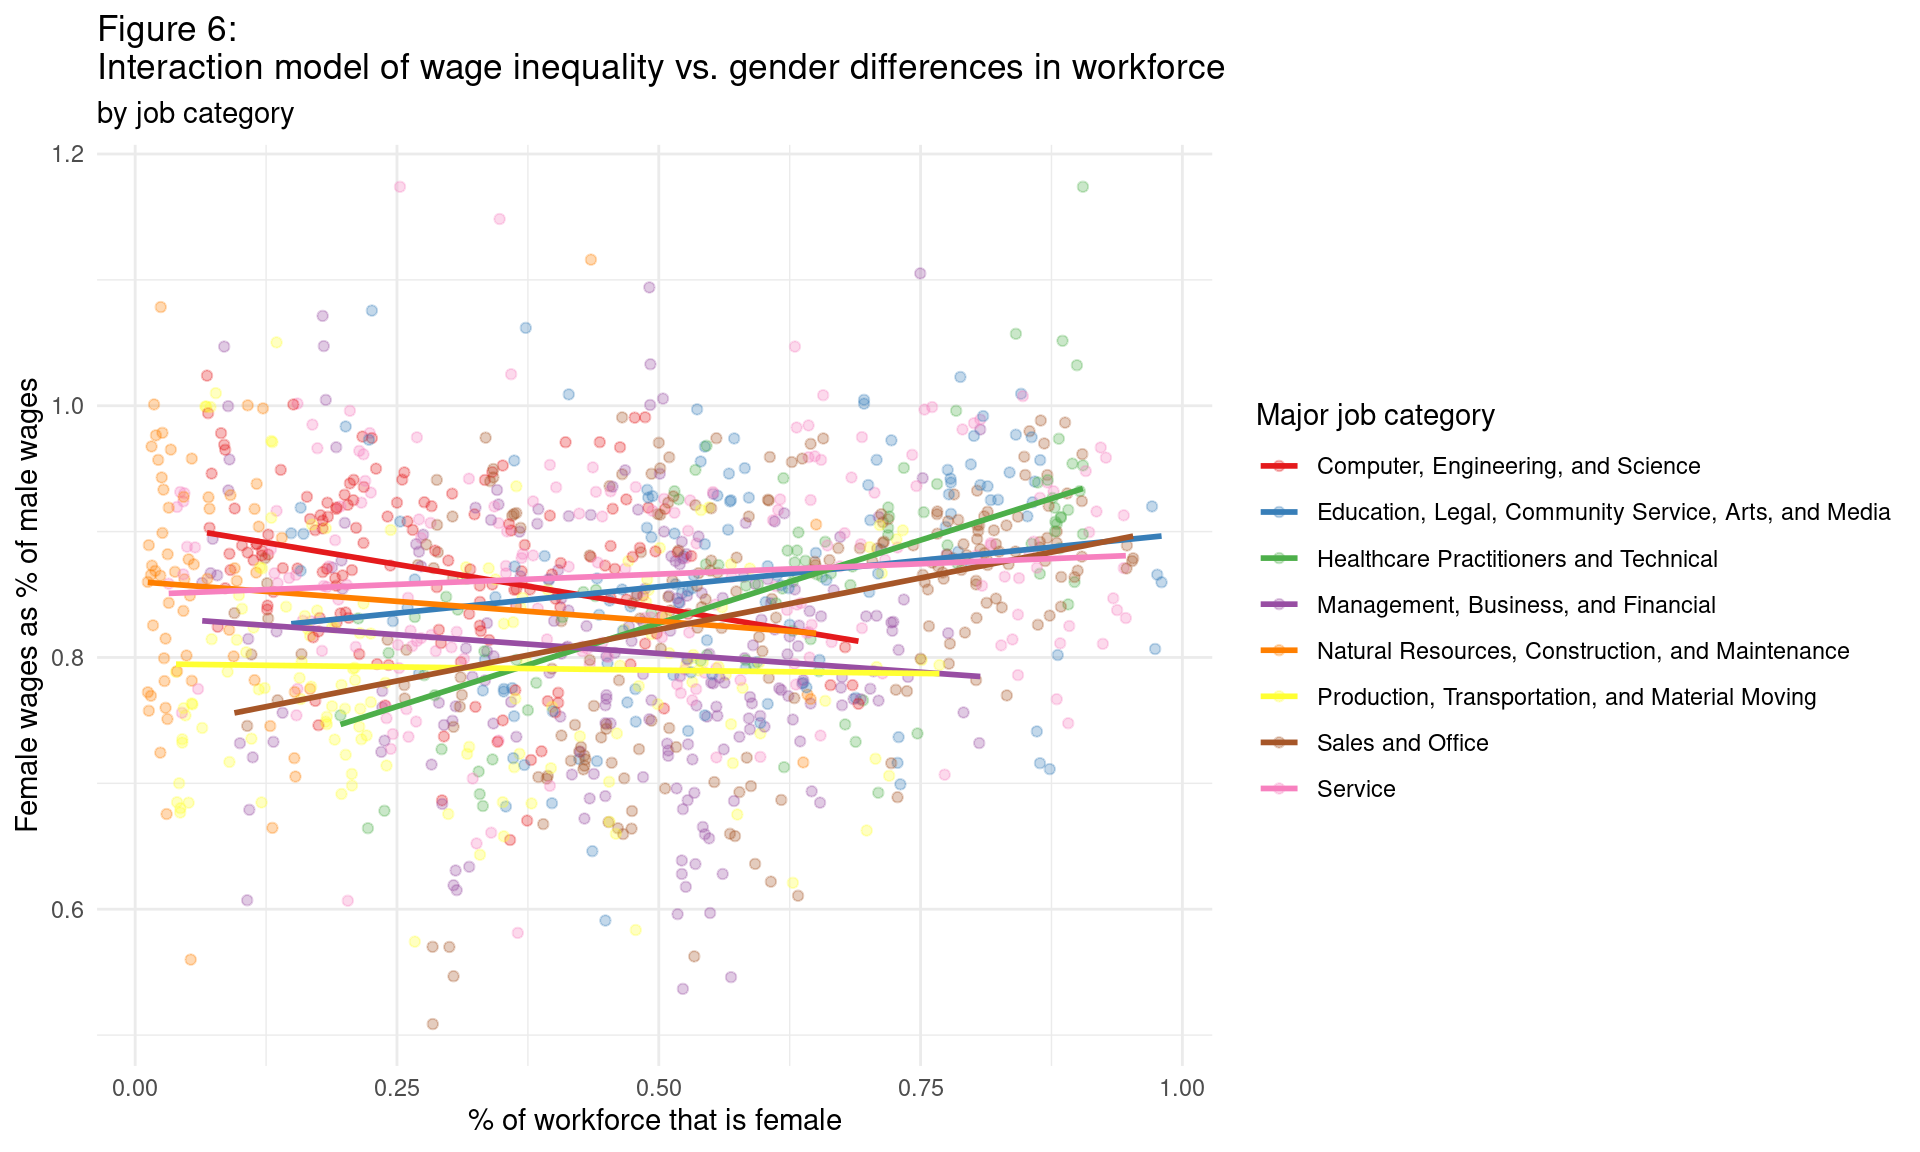 Figure 6:
Interaction model of wage inequality vs. gender differences in workforce
by job category
1.2
1.0
0.8
0.6
Female wages as % of male wages
0.00
0.25
0.50
0.75
1.00
% of workforce that is female
Major job category
Computer, Engineering, and Science
Education, Legal, Community Service, Arts, and Media
Healthcare Practitioners and Technical
Management, Business, and Financial
Natural Resources, Construction, and Maintenance
Production, Transportation, and Material Moving
Sales and Office
Service